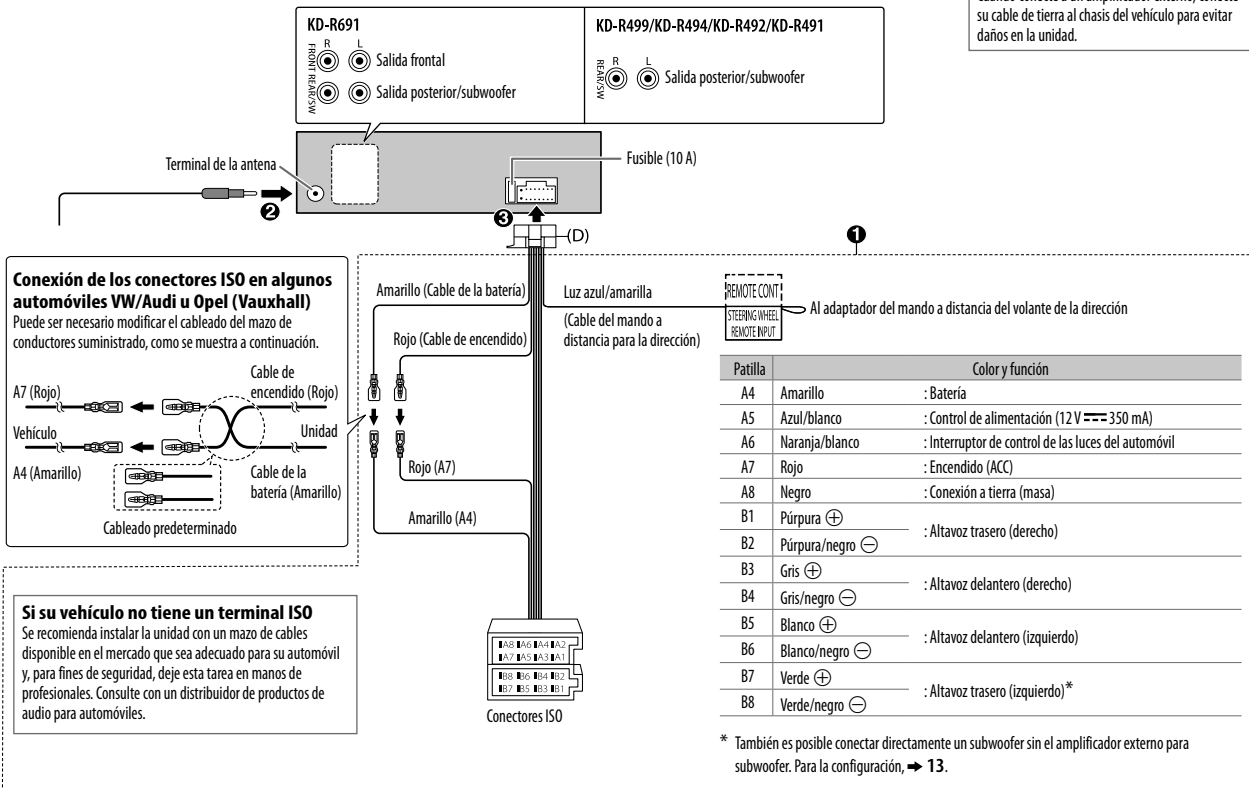 su cable de tierra al chasis del vehículo para evitar
daños en la unidad.
KD-R691
FRONT
R L
Salida frontal
REAR/SW
Salida posterior/subwoofer
KD-R499/KD-R494/KD-R492/KD-R491
REAR/SW
R L
Salida posterior/subwoofer
Terminal de la antena
Fusible (10 A)
2
3
(D)
1
Conexión de los conectores ISO en algunos
automóviles VW/Audi u Opel (Vauxhall)
Puede ser necesario modificar el cableado del mazo de
conductores suministrado, como se muestra a continuación.
A7 (Rojo)
Cable de
encendido (Rojo)
Vehículo
Unidad
A4 (Amarillo)
Cable de la
batería (Amarillo)
Cableado predeterminado
Amarillo (Cable de la batería)
Rojo (Cable de encendido)
Luz azul/amarilla
(Cable del mando a
distancia para la dirección)
REMOTE CONT
STEERING WHEEL
REMOTE INPUT
Al adaptador del mando a distancia del volante de la dirección
Rojo (A7)
Amarillo (A4)
Patilla Color y función
A4 Amarillo : Batería
A5 Azul/blanco : Control de alimentación (12 V ⎓ 350 mA)
A6 Naranja/blanco : Interruptor de control de las luces del automóvil
A7 Rojo : Encendido (ACC)
A8 Negro : Conexión a tierra (masa)
B1 Púrpura ⊕
: Altavoz trasero (derecho)
B2 Púrpura/negro ⊖
B3 Gris ⊕
: Altavoz delantero (derecho)
B4 Gris/negro ⊖
B5 Blanco ⊕
: Altavoz delantero (izquierdo)
B6 Blanco/negro ⊖
B7 Verde ⊕
: Altavoz trasero (izquierdo)*
B8 Verde/negro ⊖
* También es posible conectar directamente un subwoofer sin el amplificador externo para
subwoofer. Para la configuración, ➡ 13.
Si su vehículo no tiene un terminal ISO
Se recomienda instalar la unidad con un mazo de cables
disponible en el mercado que sea adecuado para su automóvil
y, para fines de seguridad, deje esta tarea en manos de
profesionales. Consulte con un distribuidor de productos de
audio para automóviles.
A8 A6 A4 A2
A7 A5 A3 A1
B8 B6 B4 B2
B7 B5 B3 B1
Conectores ISO